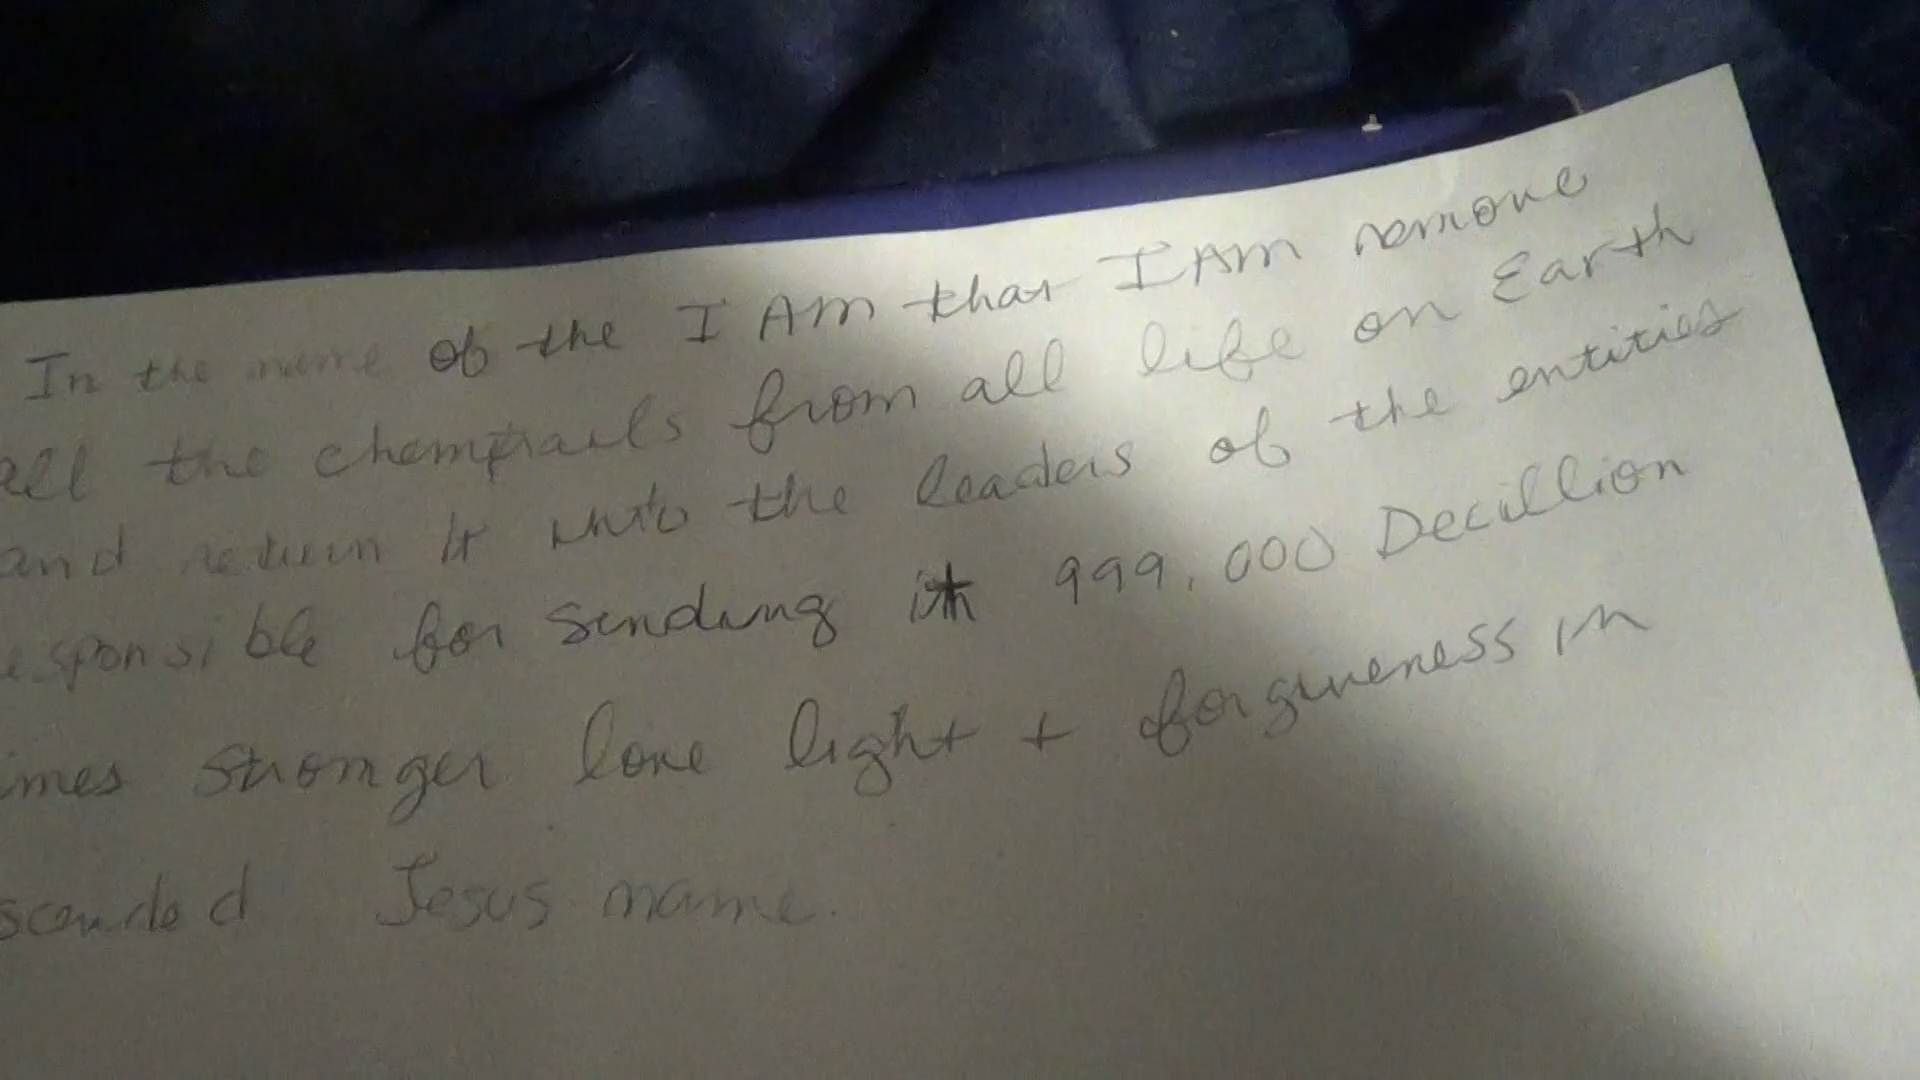 In the name of the I AM that I AM remove
all the chemtrails from all life on Earth
and return it unto the leaders of the entities
esponsible for sending it 999,000 Decillion
imes stronger love light + forgiveness in
scended Jesus name.